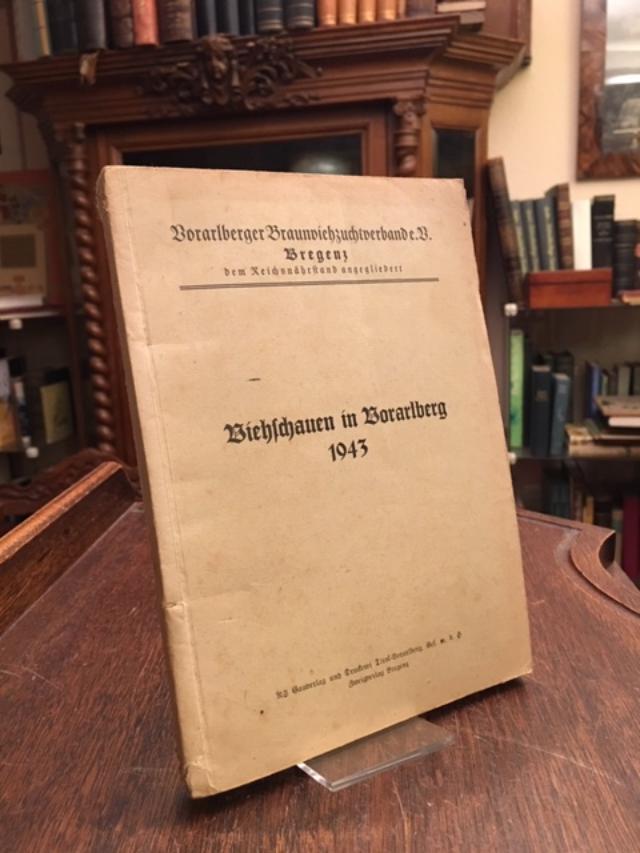 Vorarlberger Braunviehzuchtverband e. V.
Bregenz
dem Reichsnährstand angegliedert
Viehschauen in Vorarlberg
1943
NS Gauverlag und Druckerei Tirol-Vorarlberg, Ges. m. b. H
Zweigverlag Bregenz